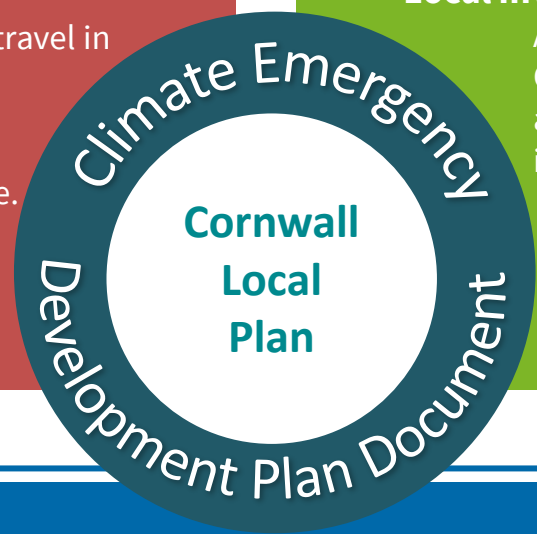 travel in
Climate Emergency
Cornwall
Local
Plan
Development Plan Document